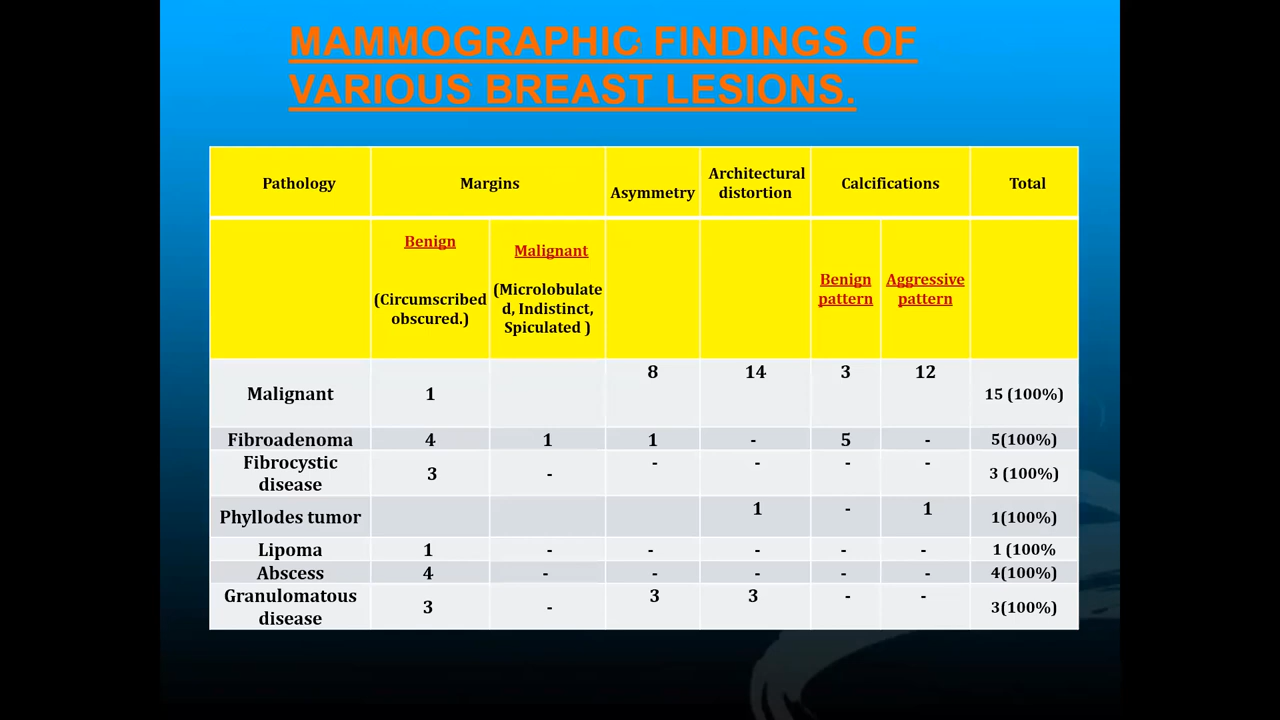 MAMMOGRAPHIC FINDINGS OF
VARIOUS BREAST LESIONS.
Pathology Margins Asymmetry Architectural distortion Calcifications Total
Benign
(Circumscribed
obscured.)
Malignant
(Microlobulate
d, Indistinct,
Spiculated )
Benign
pattern
Aggressive
pattern
Malignant 1 8 14 3 12 15 (100%)
Fibroadenoma 4 1 1 - 5 - 5(100%)
Fibrocystic
disease 3 - - - - - 3 (100%)
Phyllodes tumor 1 - 1 1(100%)
Lipoma 1 - - - - - 1 (100%
Abscess 4 - - - - - 4(100%)
Granulomatous
disease 3 - 3 3 - - 3(100%)